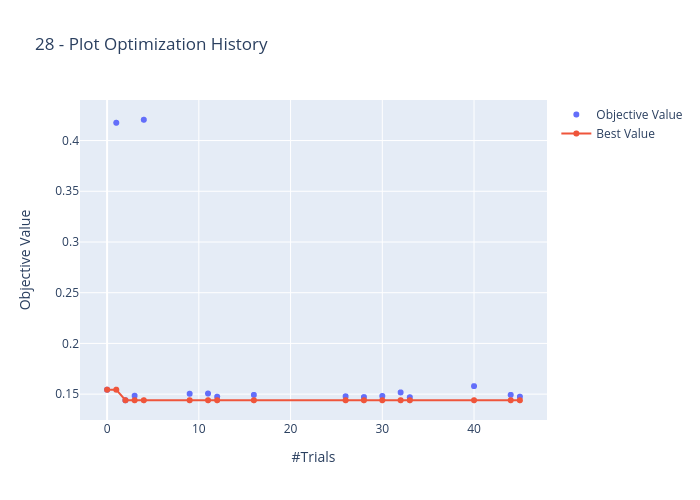 28 - Plot Optimization History
Objective Value
Best Value
0.4
0.35
0.3
0.25
0.2
0.15
Objective Value
0
10
20
30
40
#Trials